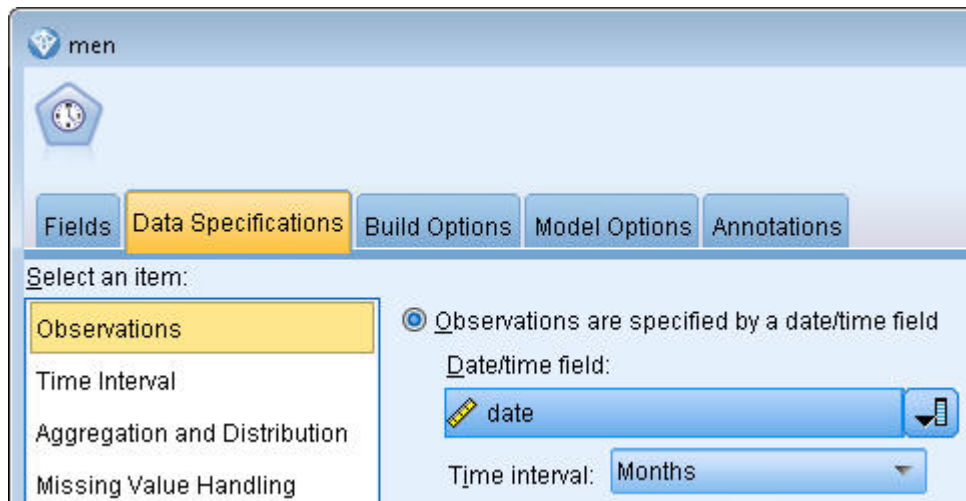 men
Fields Data Specifications Build Options Model Options Annotations
Select an item:
Observations
Time Interval
Aggregation and Distribution
Missing Value Handling
Observations are specified by a date/time field
Date/time field:
date
Time interval: Months